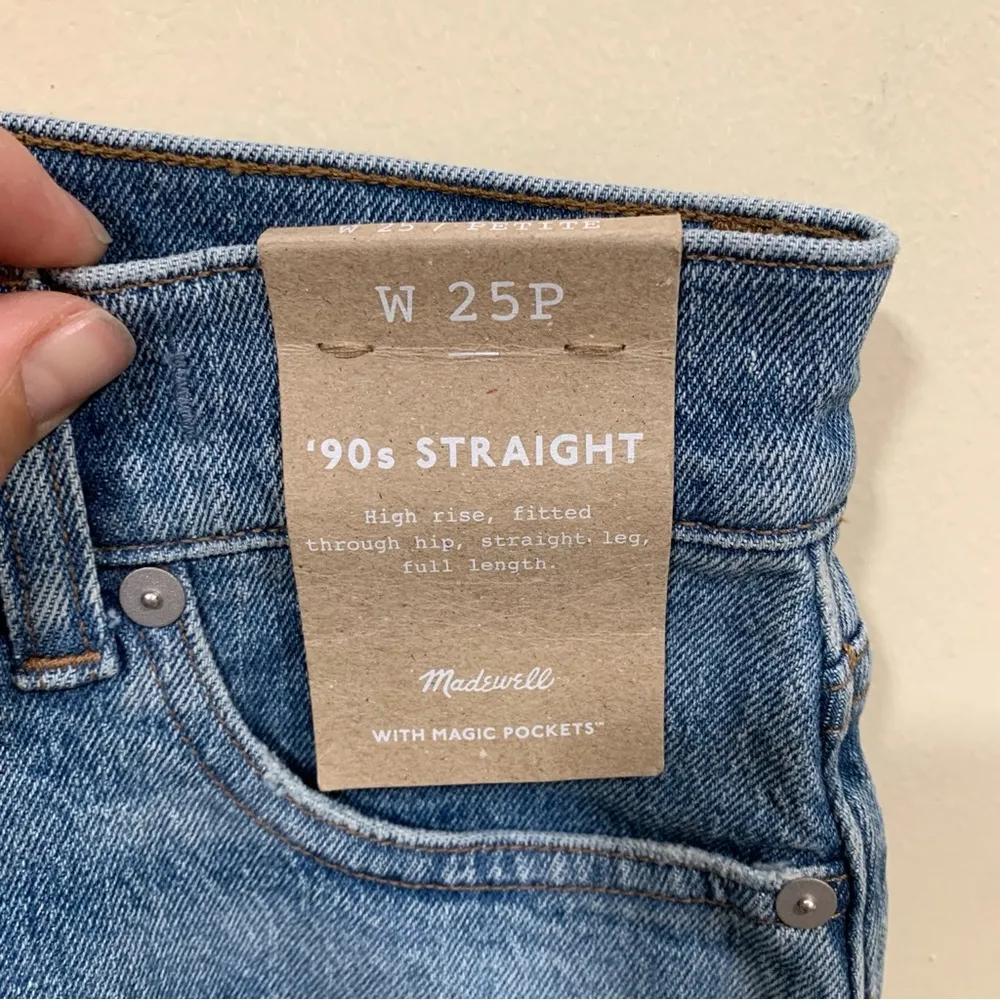 W 25 / PETITE
W 25P
‘90s STRAIGHT
High rise, fitted
through hip, straight leg,
full length.
Madewell
WITH MAGIC POCKETS™